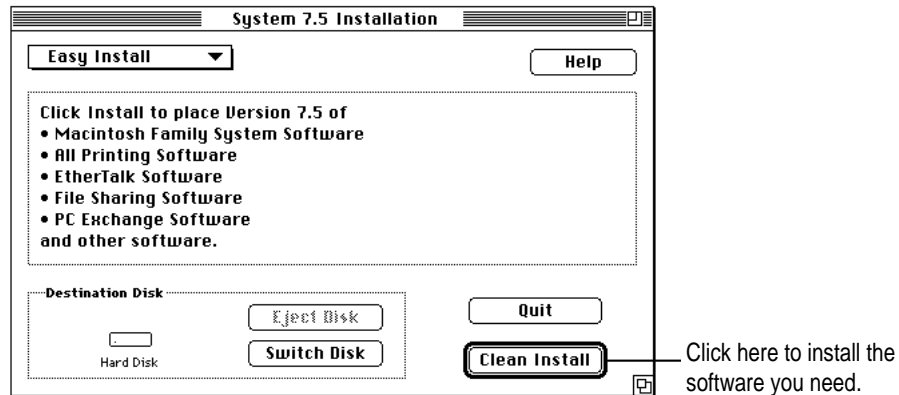 System 7.5 Installation
Easy Install
Help
Click Install to place Version 7.5 of
• Macintosh Family System Software
• All Printing Software
• EtherTalk Software
• File Sharing Software
• PC Exchange Software
and other software.
Destination Disk
Eject Disk
Quit
Hard Disk
Switch Disk
Clean Install
Click here to install the
software you need.